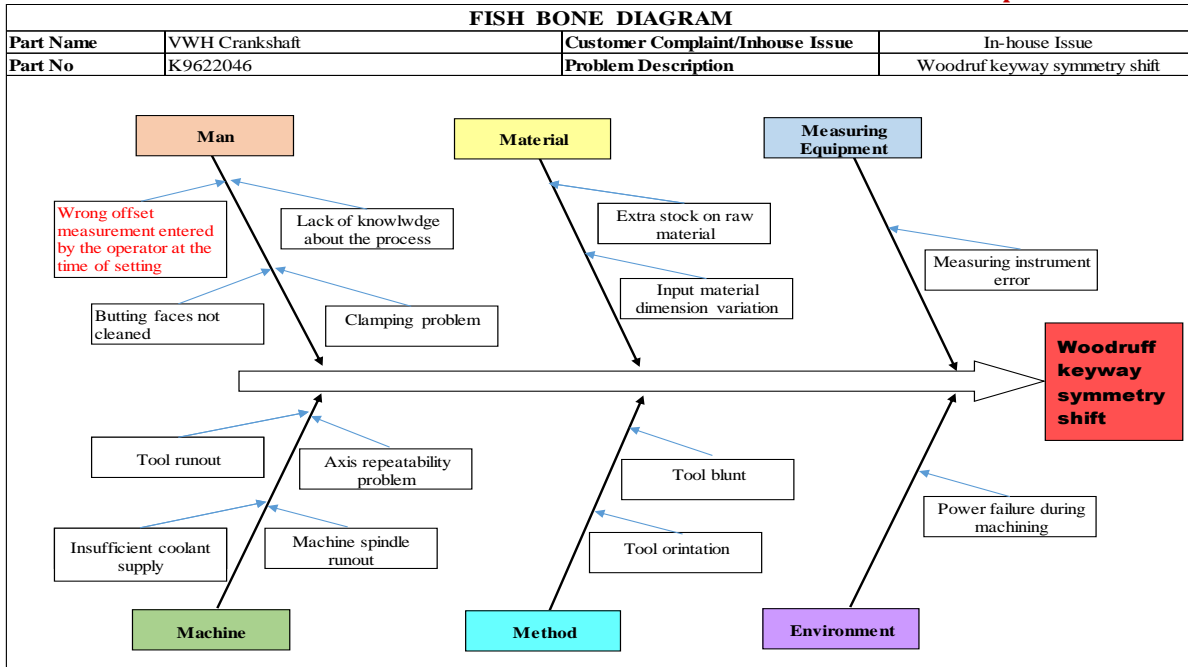 FISH BONE DIAGRAM
Part Name VWH Crankshaft Customer Complaint/Inhouse Issue In-house Issue
Part No K9622046 Problem Description Woodruf keyway symmetry shift
Man
Material
Measuring
Equipment
Wrong offset
measurement entered
by the operator at the
time of setting
Lack of knowlwdge
about the process
Extra stock on raw
material
Measuring instrument
error
Butting faces not
cleaned
Clamping problem
Input material
dimension variation
Woodruff
keyway
symmetry
shift
Tool runout
Axis repeatability
problem
Tool blunt
Power failure during
machining
Insufficient coolant
supply
Machine spindle
runout
Tool orintation
Machine
Method
Environment